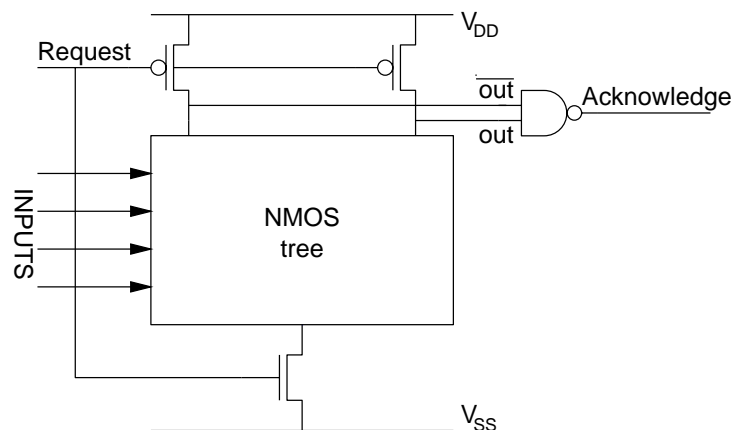 V_DD
Request
out
Acknowledge
out
INPUTS
NMOS
tree
V_SS